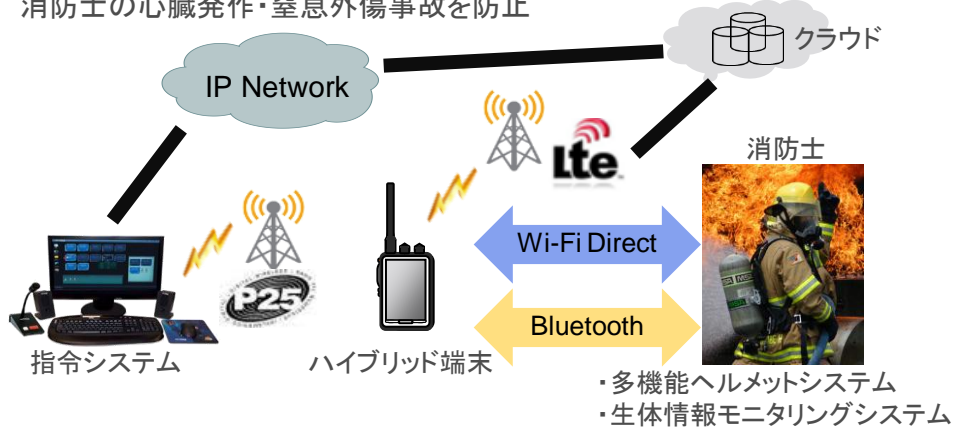 消防士の心臓発作・窒息外傷事故を防止
クラウド
IP Network
Lte
消防士
Wi-Fi Direct
P25
Bluetooth
指令システム
ハイブリッド端末
・多機能ヘルメットシステム
・生体情報モニタリングシステム